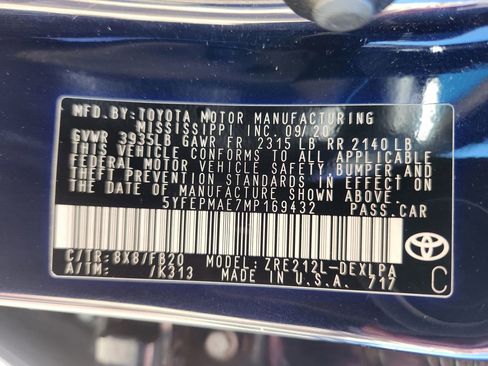 MFD. BY: TOYOTA MOTOR MANUFACTURING
MISSISSIPPI INC. 09/20
GVWR 3935LB GAWR FR 2315 LB RR 2140 LB
THIS VEHICLE CONFORMS TO ALL APPLICABLE
FEDERAL MOTOR VEHICLE SAFETY, BUMPER, AND
THEFT PREVENTION STANDARDS IN EFFECT ON
THE DATE OF MANUFACTURE SHOWN ABOVE.
5YFEPMAE7MP169432 PASS. CAR
C/TR: 8X8/FB20 MODEL: ZRE212L-DEXLPA
A/TM: /K313 MADE IN U.S.A. 717
TOYOTA
C